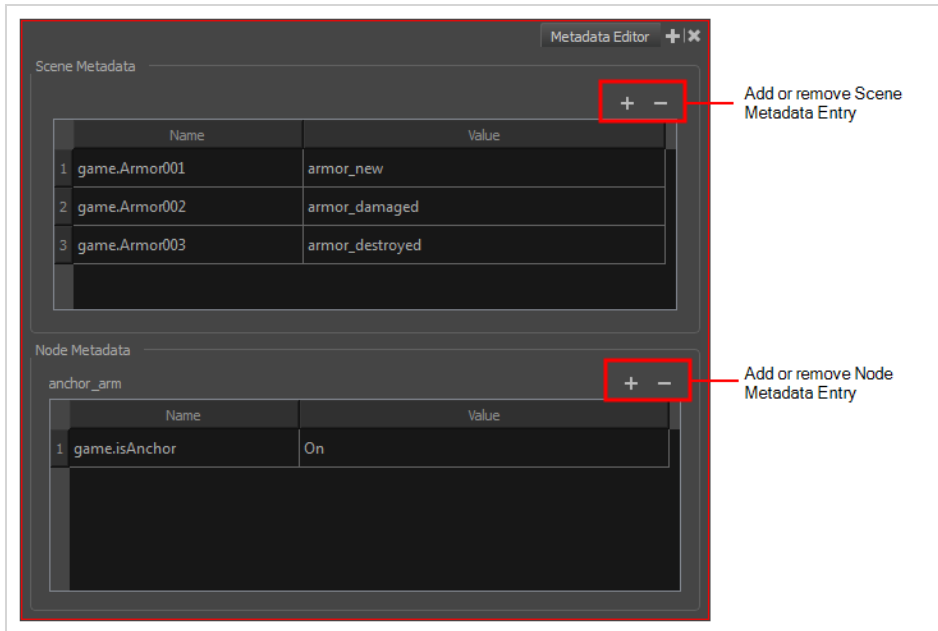 Metadata Editor
Scene Metadata
+ −
Add or remove Scene
Metadata Entry
Name Value
1 game.Armor001 armor_new
2 game.Armor002 armor_damaged
3 game.Armor003 armor_destroyed
Node Metadata
anchor_arm
+ −
Add or remove Node
Metadata Entry
Name Value
1 game.isAnchor On